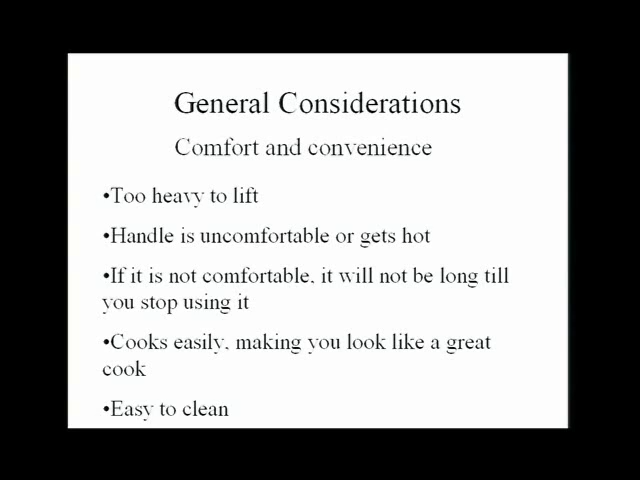 General Considerations
Comfort and convenience
•Too heavy to lift
•Handle is uncomfortable or gets hot
•If it is not comfortable, it will not be long till
you stop using it
•Cooks easily, making you look like a great
cook
•Easy to clean